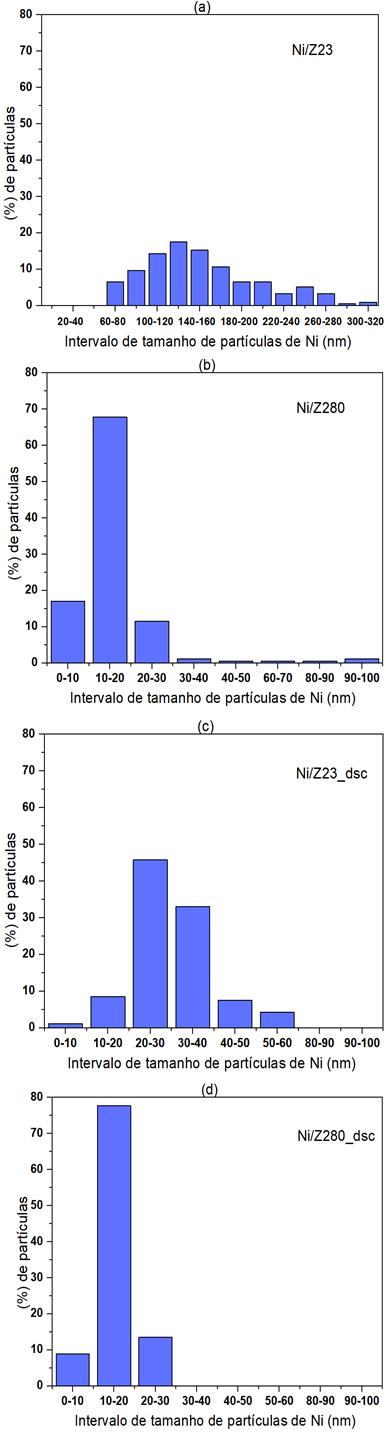 (a)
Ni/Z23
80
70
60
50
40
30
20
10
0
(%) de partículas
20-40 60-80 100-120 140-160 180-200 220-240 260-280 300-320
Intervalo de tamanho de partículas de Ni (nm)
(b)
Ni/Z280
80
70
60
50
40
30
20
10
0
(%) de partículas
0-10 10-20 20-30 30-40 40-50 60-70 80-90 90-100
Intervalo de tamanho de partículas de Ni (nm)
(c)
Ni/Z23_dsc
80
70
60
50
40
30
20
10
0
(%) de partículas
0-10 10-20 20-30 30-40 40-50 50-60 80-90 90-100
Intervalo de tamanho de partículas de Ni (nm)
(d)
Ni/Z280_dsc
80
70
60
50
40
30
20
10
0
(%) de partículas
0-10 10-20 20-30 30-40 40-50 50-60 80-90 90-100
Intervalo de tamanho de partículas de Ni (nm)